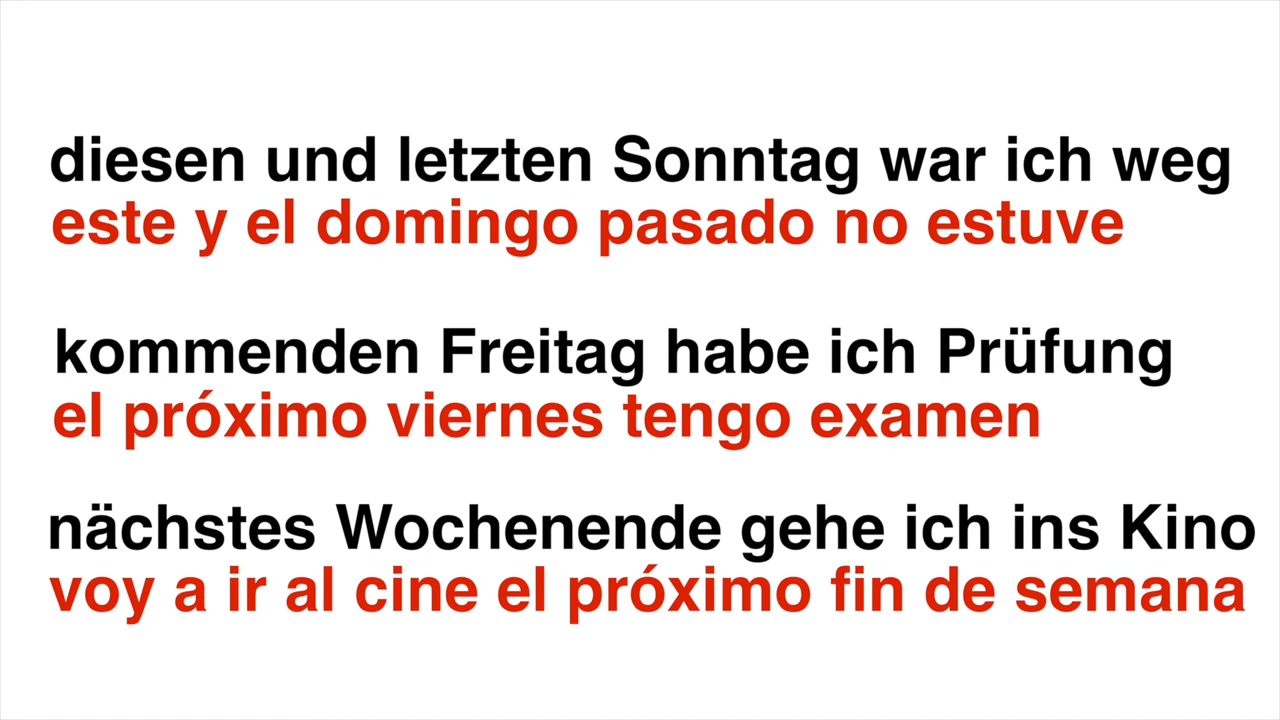 diesen und letzten Sonntag war ich weg
este y el domingo pasado no estuve
kommenden Freitag habe ich Prüfung
el próximo viernes tengo examen
nächstes Wochenende gehe ich ins Kino
voy a ir al cine el próximo fin de semana